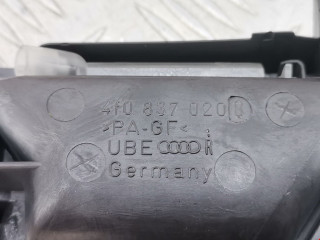 4F0 837 020 B
>PA-GF<
UBE R
Germany